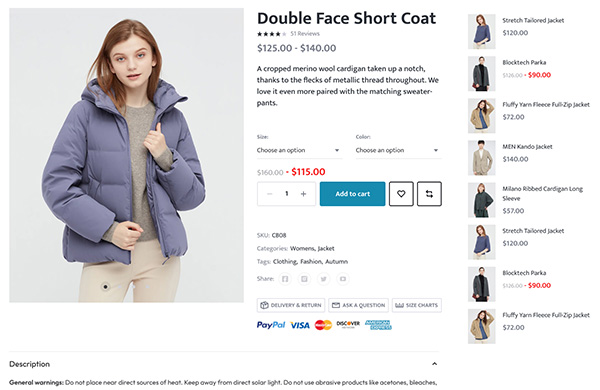 Double Face Short Coat
51 Reviews
$125.00 - $140.00
A cropped merino wool cardigan taken up a notch,
thanks to the flecks of metallic thread throughout. We
love it even more paired with the matching sweater-
pants.
Size:
Choose an option
Color:
Choose an option
$160.00 - $115.00
− 1 +
Add to cart
SKU: CB08
Categories: Womens, Jacket
Tags: Clothing, Fashion, Autumn
Share:
DELIVERY & RETURN
ASK A QUESTION
SIZE CHARTS
PayPal VISA MasterCard DISCOVER AMERICAN EXPRESS
Stretch Tailored Jacket
$120.00
Blocktech Parka
$126.00 - $90.00
Fluffy Yarn Fleece Full-Zip Jacket
$72.00
MEN Kando Jacket
$140.00
Milano Ribbed Cardigan Long
Sleeve
$57.00
Stretch Tailored Jacket
$120.00
Blocktech Parka
$126.00 - $90.00
Fluffy Yarn Fleece Full-Zip Jacket
$72.00
Description
General warnings: Do not place near direct sources of heat. Keep away from direct solar light. Do not use abrasive products like acetones, bleaches,